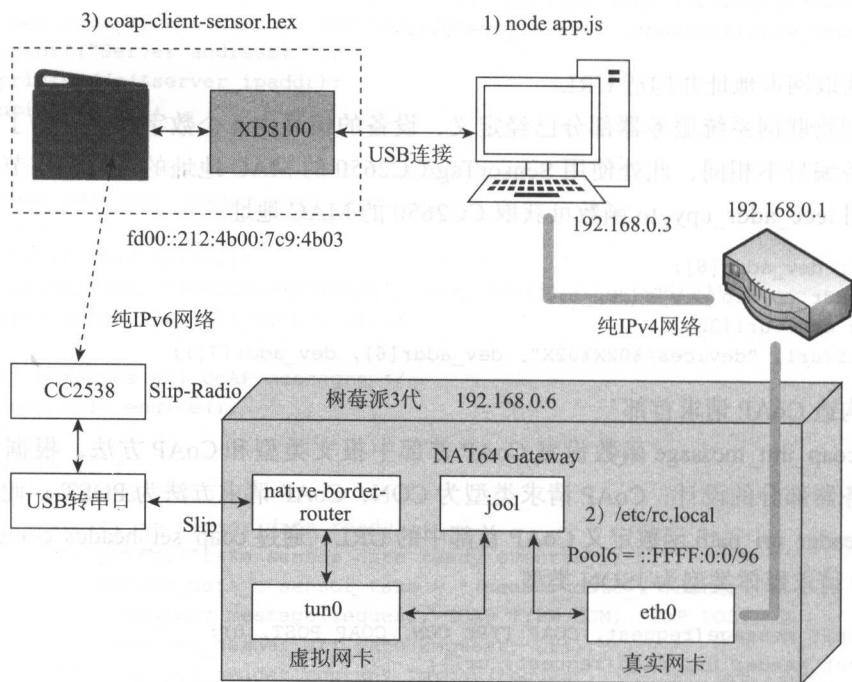 3) coap-client-sensor.hex
1) node app.js
XDS100
USB连接
fd00::212:4b00:7c9:4b03
192.168.0.3
192.168.0.1
纯IPv6网络
纯IPv4网络
CC2538
Slip-Radio
树莓派3代 192.168.0.6
NAT64 Gateway
USB转串口
Slip
native-border-
router
jool
2) /etc/rc.local
Pool6 = ::FFFF:0:0/96
tun0
eth0
虚拟网卡
真实网卡